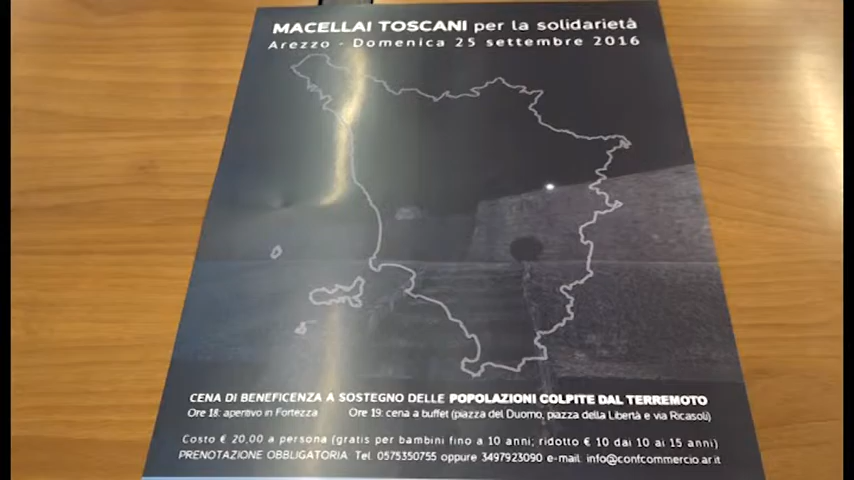 MACELLAI TOSCANI per la solidarietà
Arezzo - Domenica 25 settembre 2016
CENA DI BENEFICENZA A SOSTEGNO DELLE POPOLAZIONI COLPITE DAL TERREMOTO
Ore 18: aperitivo in Fortezza Ore 19: cena a buffet (piazza del Duomo, piazza della Libertà e via Ricasoli)
Costo € 20,00 a persona (gratis per bambini fino a 10 anni; ridotto € 10 dai 10 ai 15 anni)
PRENOTAZIONE OBBLIGATORIA Tel. 0575350755 oppure 3497923090 e-mail info@confcommercio.ar.it